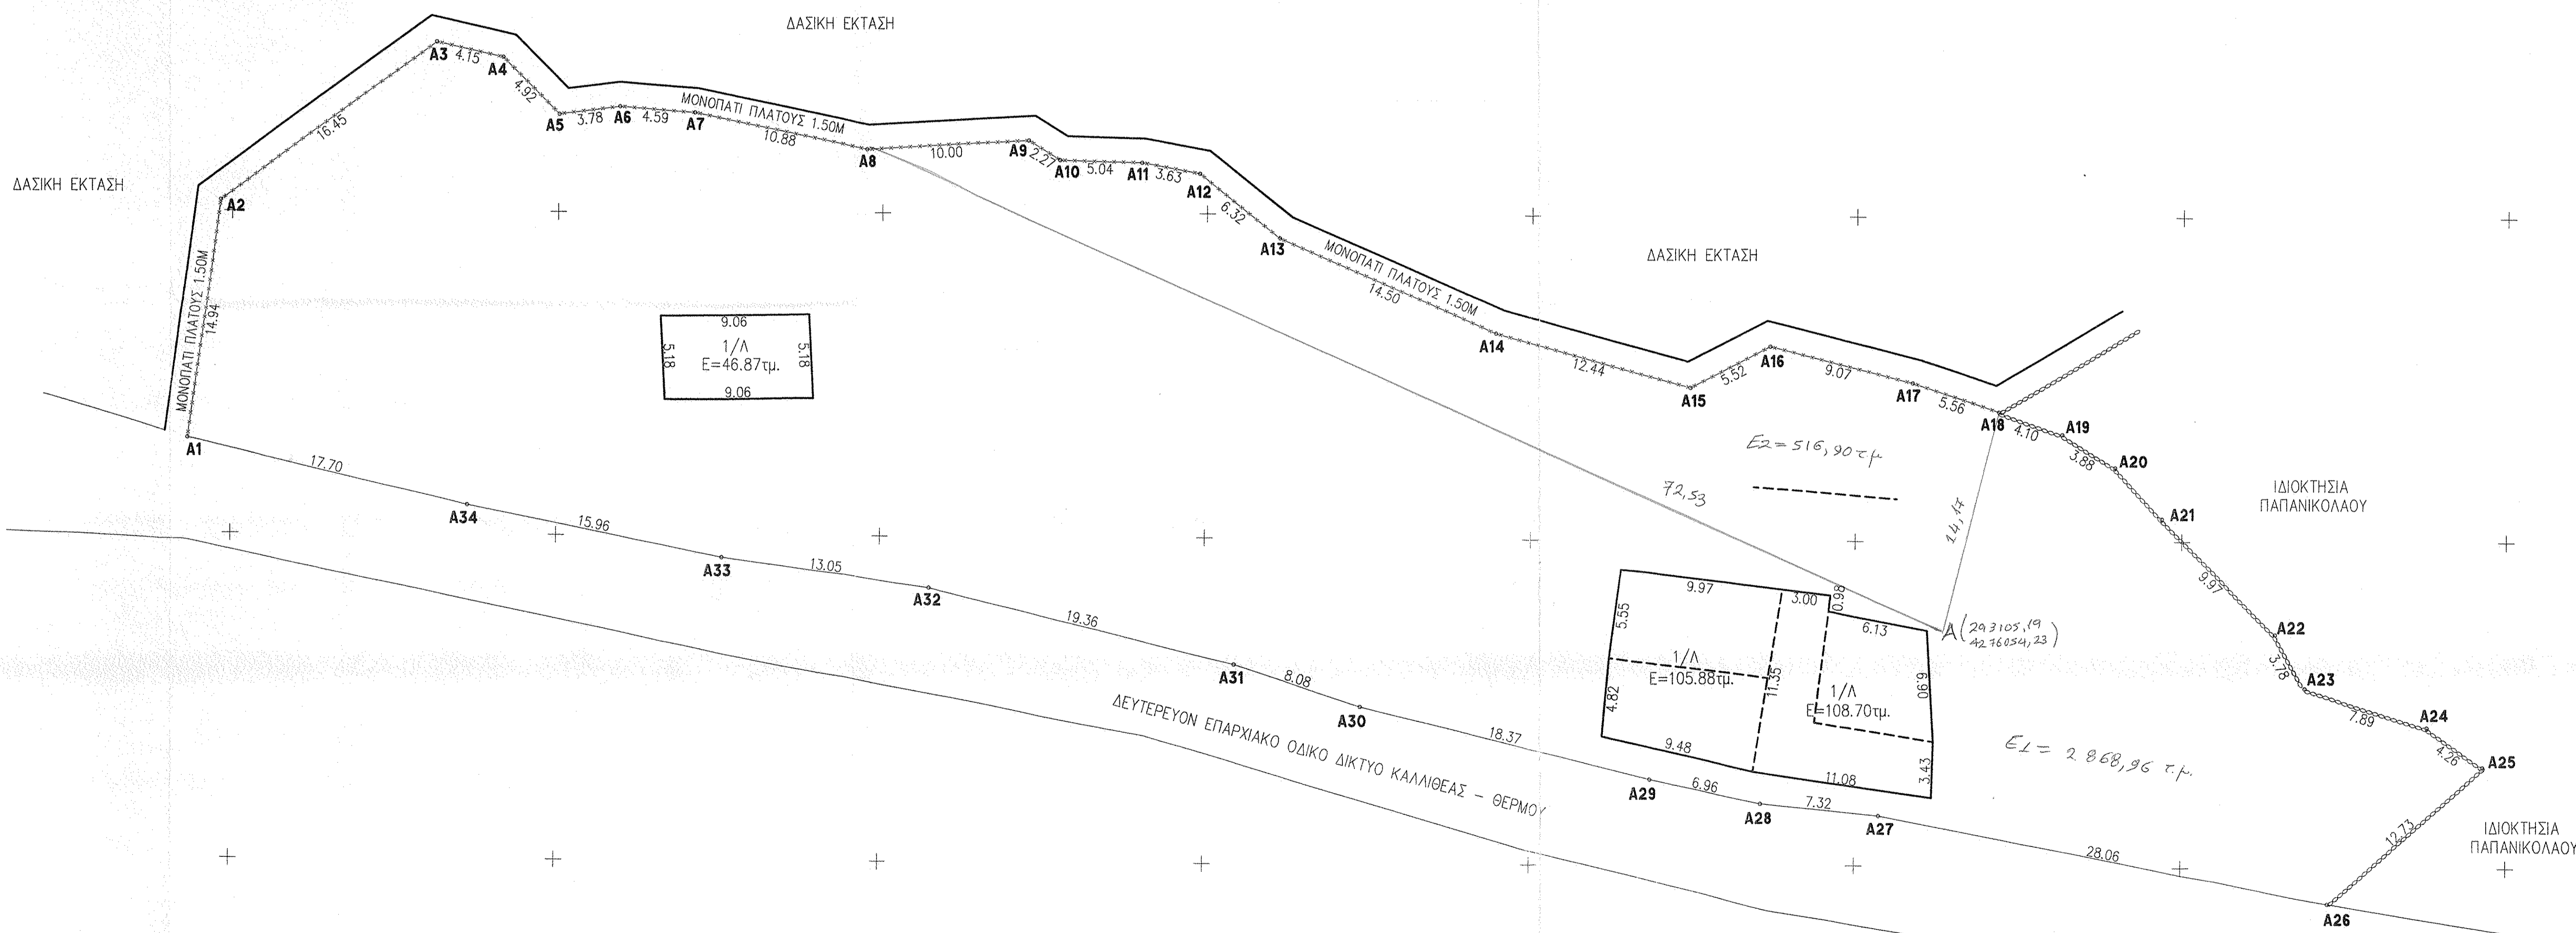 ΔΑΣΙΚΗ ΕΚΤΑΣΗ
A3
4.15
A4
4.92
16.45
A5
3.78
A6
4.59
A7
ΜΟΝΟΠΑΤΙ ΠΛΑΤΟΥΣ 1.50Μ
10.88
A8
10.00
A9
2.27
A10
5.04
A11
3.63
A12
6.32
A13
ΔΑΣΙΚΗ ΕΚΤΑΣΗ
A2
ΜΟΝΟΠΑΤΙ ΠΛΑΤΟΥΣ 1.50Μ
14.94
ΜΟΝΟΠΑΤΙ ΠΛΑΤΟΥΣ 1.50Μ
14.50
A14
ΔΑΣΙΚΗ ΕΚΤΑΣΗ
12.44
A15
5.52
A16
9.07
A17
5.56
A18
4.10
A19
3.88
A20
A21
9.97
A22
3.78
A23
7.89
A24
4.26
A25
12.73
A26
ΙΔΙΟΚΤΗΣΙΑ
ΠΑΠΑΝΙΚΟΛΑΟΥ
ΙΔΙΟΚΤΗΣΙΑ
ΠΑΠΑΝΙΚΟΛΑΟΥ
9.06
5.18
1/Λ
E=46.87τμ.
5.18
9.06
E2=516,90τμ
72,53
14,17
A(293105,19
4276054,23)
A1
17.70
A34
15.96
A33
13.05
A32
19.36
A31
8.08
A30
18.37
A29
6.96
A28
7.32
A27
28.06
9.97
3.00
0.98
6.13
5.55
4.82
1/Λ
E=105.88τμ.
11.35
1/Λ
E=108.70τμ.
6.90
9.48
11.08
3.43
E1= 2868,96 τ.μ.
ΔΕΥΤΕΡΕΥΟΝ ΕΠΑΡΧΙΑΚΟ ΟΔΙΚΟ ΔΙΚΤΥΟ ΚΑΛΛΙΘΕΑΣ – ΘΕΡΜΟΥ